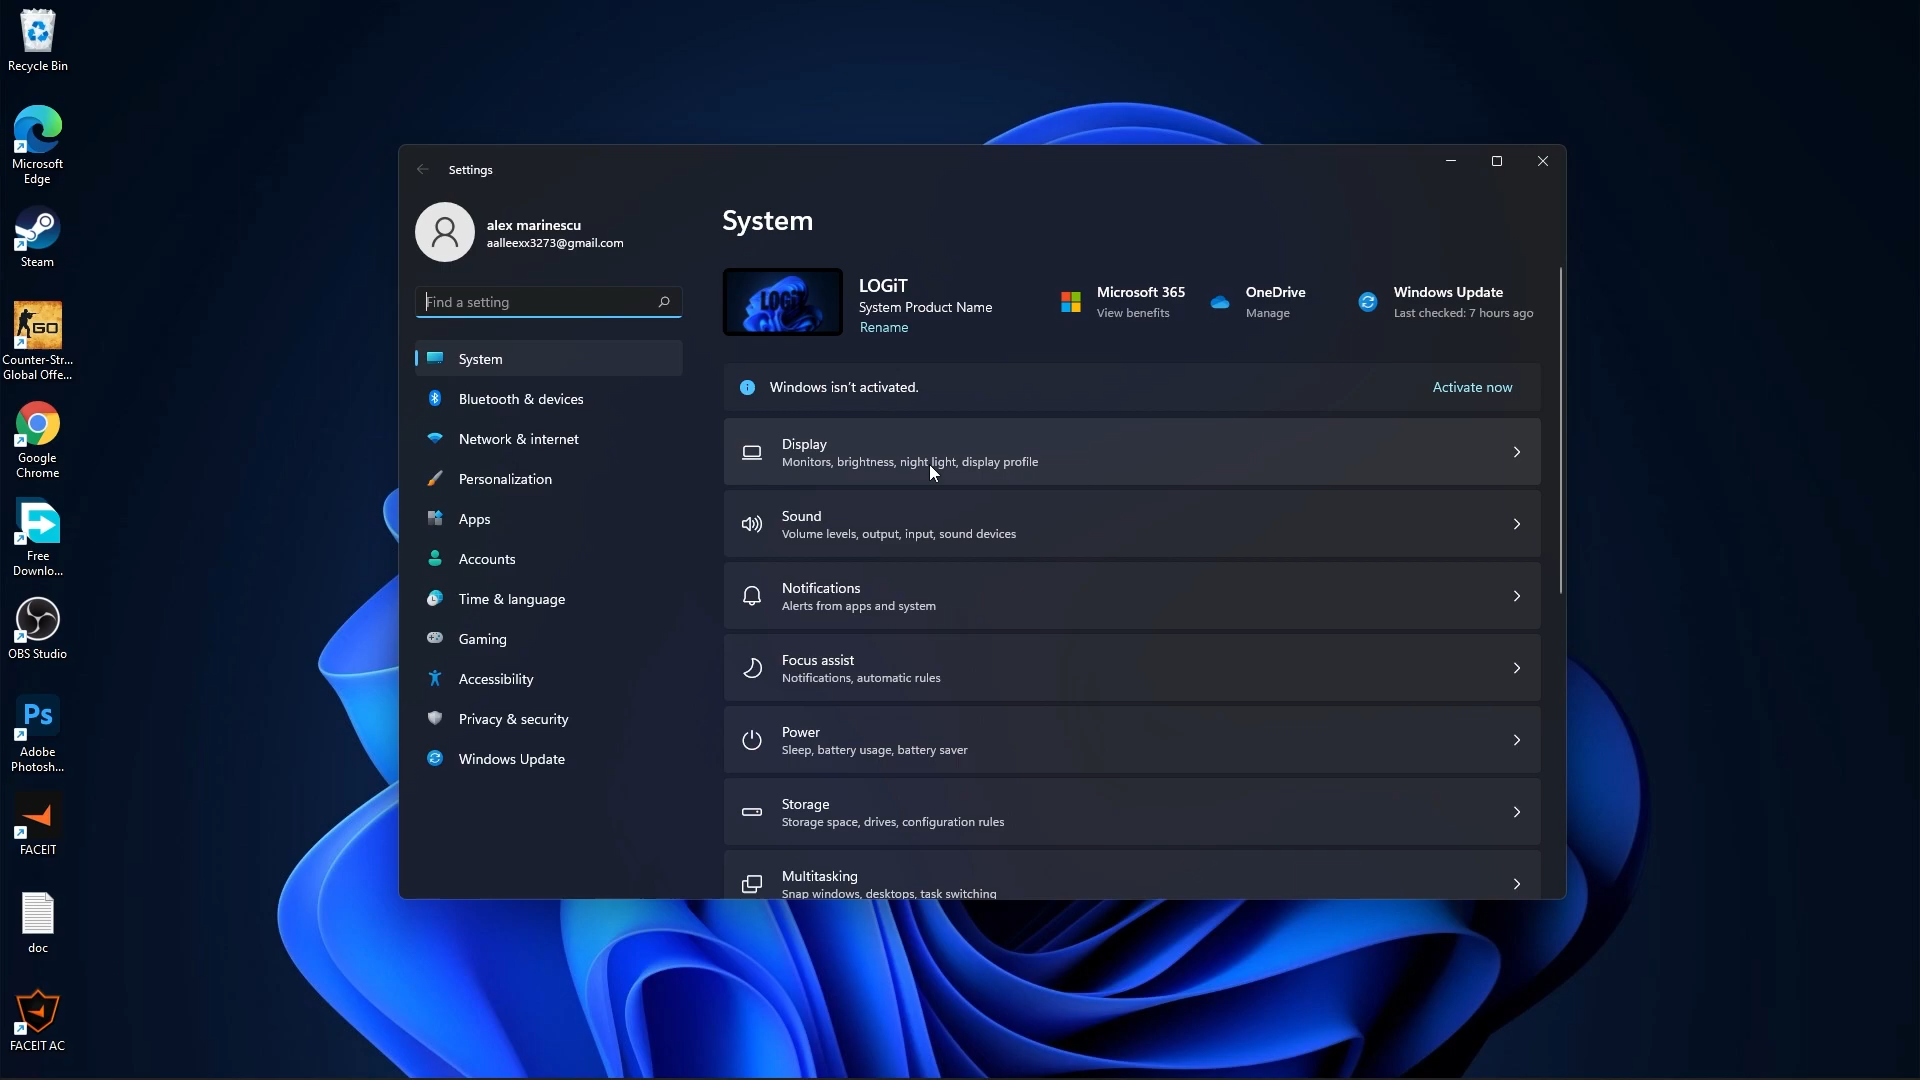 Recycle Bin
Microsoft
Edge
Steam
GO
Counter-Str...
Global Offe...
Google
Chrome
Free
Downlo...
OBS Studio
Ps
Adobe
Photosh...
FACEIT
doc
FACEIT AC
Settings
alex marinescu
aalleexx3273@gmail.com
Find a setting
System
Bluetooth & devices
Network & internet
Personalization
Apps
Accounts
Time & language
Gaming
Accessibility
Privacy & security
Windows Update
System
LOGiT
LOGiT
System Product Name
Rename
Microsoft 365
View benefits
OneDrive
Manage
Windows Update
Last checked: 7 hours ago
Windows isn't activated.
Activate now
Display
Monitors, brightness, night light, display profile
Sound
Volume levels, output, input, sound devices
Notifications
Alerts from apps and system
Focus assist
Notifications, automatic rules
Power
Sleep, battery usage, battery saver
Storage
Storage space, drives, configuration rules
Multitasking
Snap windows, desktops, task switching